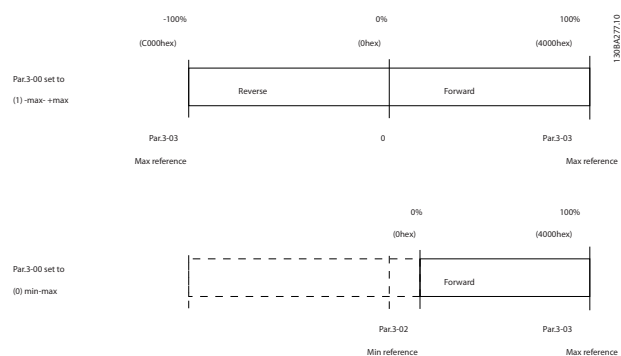 -100% 0% 100%
(C000hex) (0hex) (4000hex)
130BA277.10
Par.3-00 set to
(1) -max- +max
Reverse Forward
Par.3-03 0 Par.3-03
Max reference Max reference
0% 100%
(0hex) (4000hex)
Par.3-00 set to
(0) min-max
Forward
Par.3-02 Par.3-03
Min reference Max reference